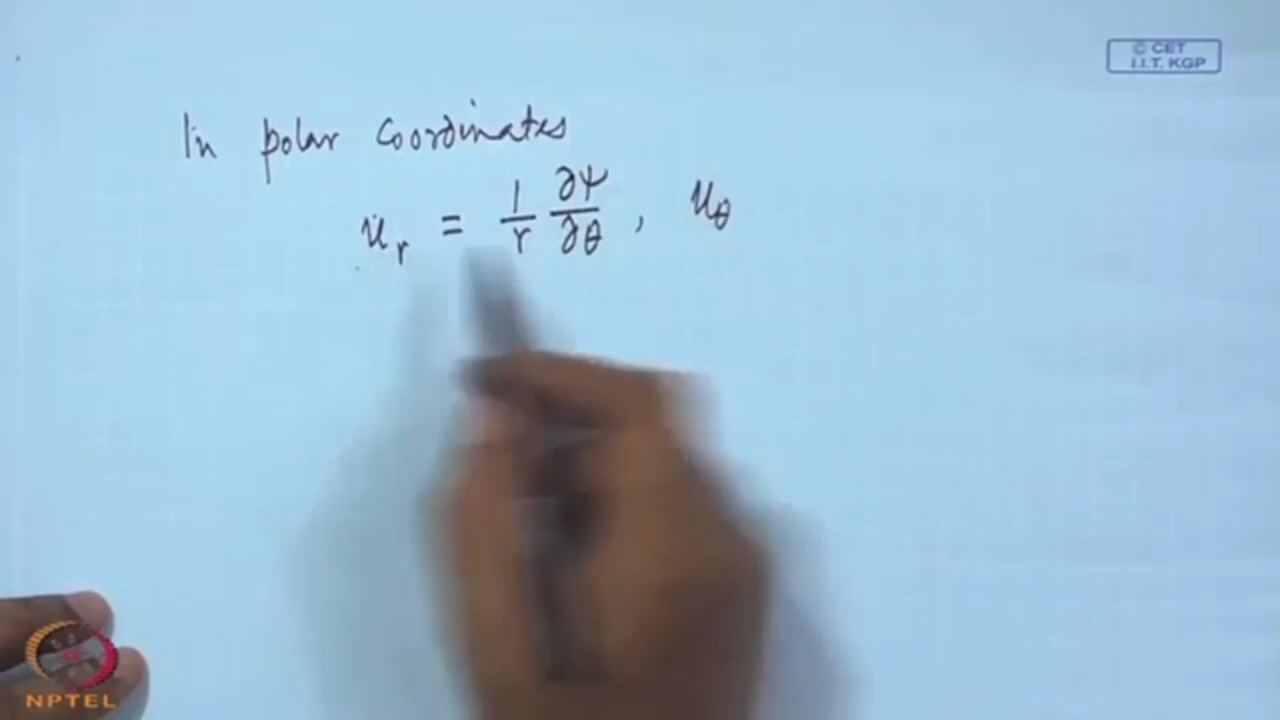 © CET
I.I.T. KGP
In polar coordinates
u_r = 1/r ∂ψ/∂θ , u_θ
NPTEL